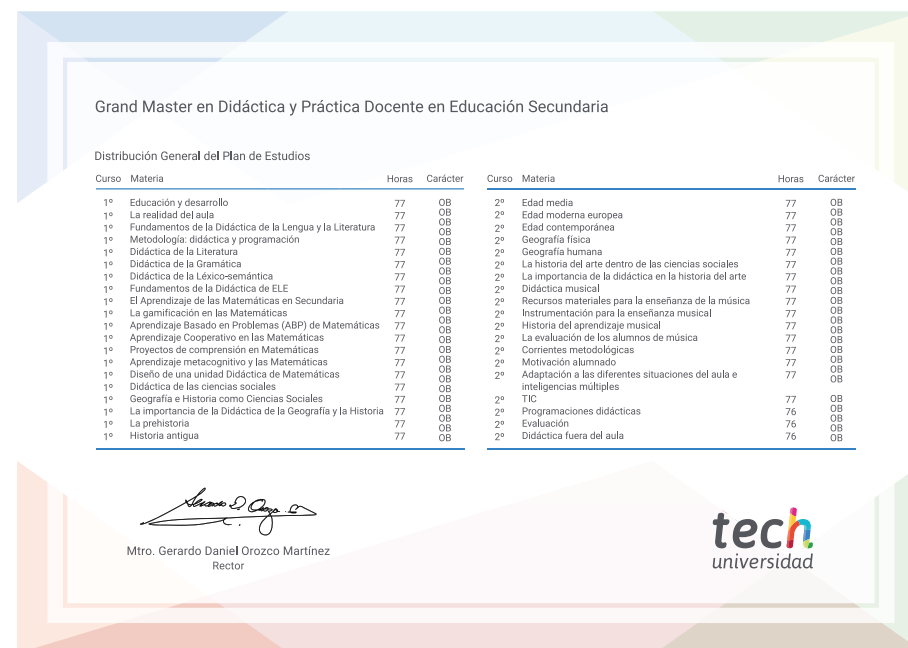 Grand Master en Didáctica y Práctica Docente en Educación Secundaria
Distribución General del Plan de Estudios
Curso Materia Horas Carácter
1º Educación y desarrollo 77 OB
1º La realidad del aula 77 OB
1º Fundamentos de la Didáctica de la Lengua y la Literatura 77 OB
1º Metodología: didáctica y programación 77 OB
1º Didáctica de la Literatura 77 OB
1º Didáctica de la Gramática 77 OB
1º Didáctica de la Léxico-semántica 77 OB
1º Fundamentos de la Didáctica de ELE 77 OB
1º El Aprendizaje de las Matemáticas en Secundaria 77 OB
1º La gamificación en las Matemáticas 77 OB
1º Aprendizaje Basado en Problemas (ABP) de Matemáticas 77 OB
1º Aprendizaje Cooperativo en las Matemáticas 77 OB
1º Proyectos de comprensión en Matemáticas 77 OB
1º Aprendizaje metacognitivo y las Matemáticas 77 OB
1º Diseño de una unidad Didáctica de Matemáticas 77 OB
1º Didáctica de las ciencias sociales 77 OB
1º Geografía e Historia como Ciencias Sociales 77 OB
1º La importancia de la Didáctica de la Geografía y la Historia 77 OB
1º La prehistoria 77 OB
1º Historia antigua 77 OB
Curso Materia Horas Carácter
2º Edad media 77 OB
2º Edad moderna europea 77 OB
2º Edad contemporánea 77 OB
2º Geografía física 77 OB
2º Geografía humana 77 OB
2º La historia del arte dentro de las ciencias sociales 77 OB
2º La importancia de la didáctica en la historia del arte 77 OB
2º Didáctica musical 77 OB
2º Recursos materiales para la enseñanza de la música 77 OB
2º Instrumentación para la enseñanza musical 77 OB
2º Historia del aprendizaje musical 77 OB
2º La evaluación de los alumnos de música 77 OB
2º Corrientes metodológicas 77 OB
2º Motivación alumnado 77 OB
2º Adaptación a las diferentes situaciones del aula e 77 OB
inteligencias múltiples
2º TIC 77 OB
2º Programaciones didácticas 76 OB
2º Evaluación 76 OB
2º Didáctica fuera del aula 76 OB
Mtro. Gerardo Daniel Orozco Martínez
Rector
tech
universidad